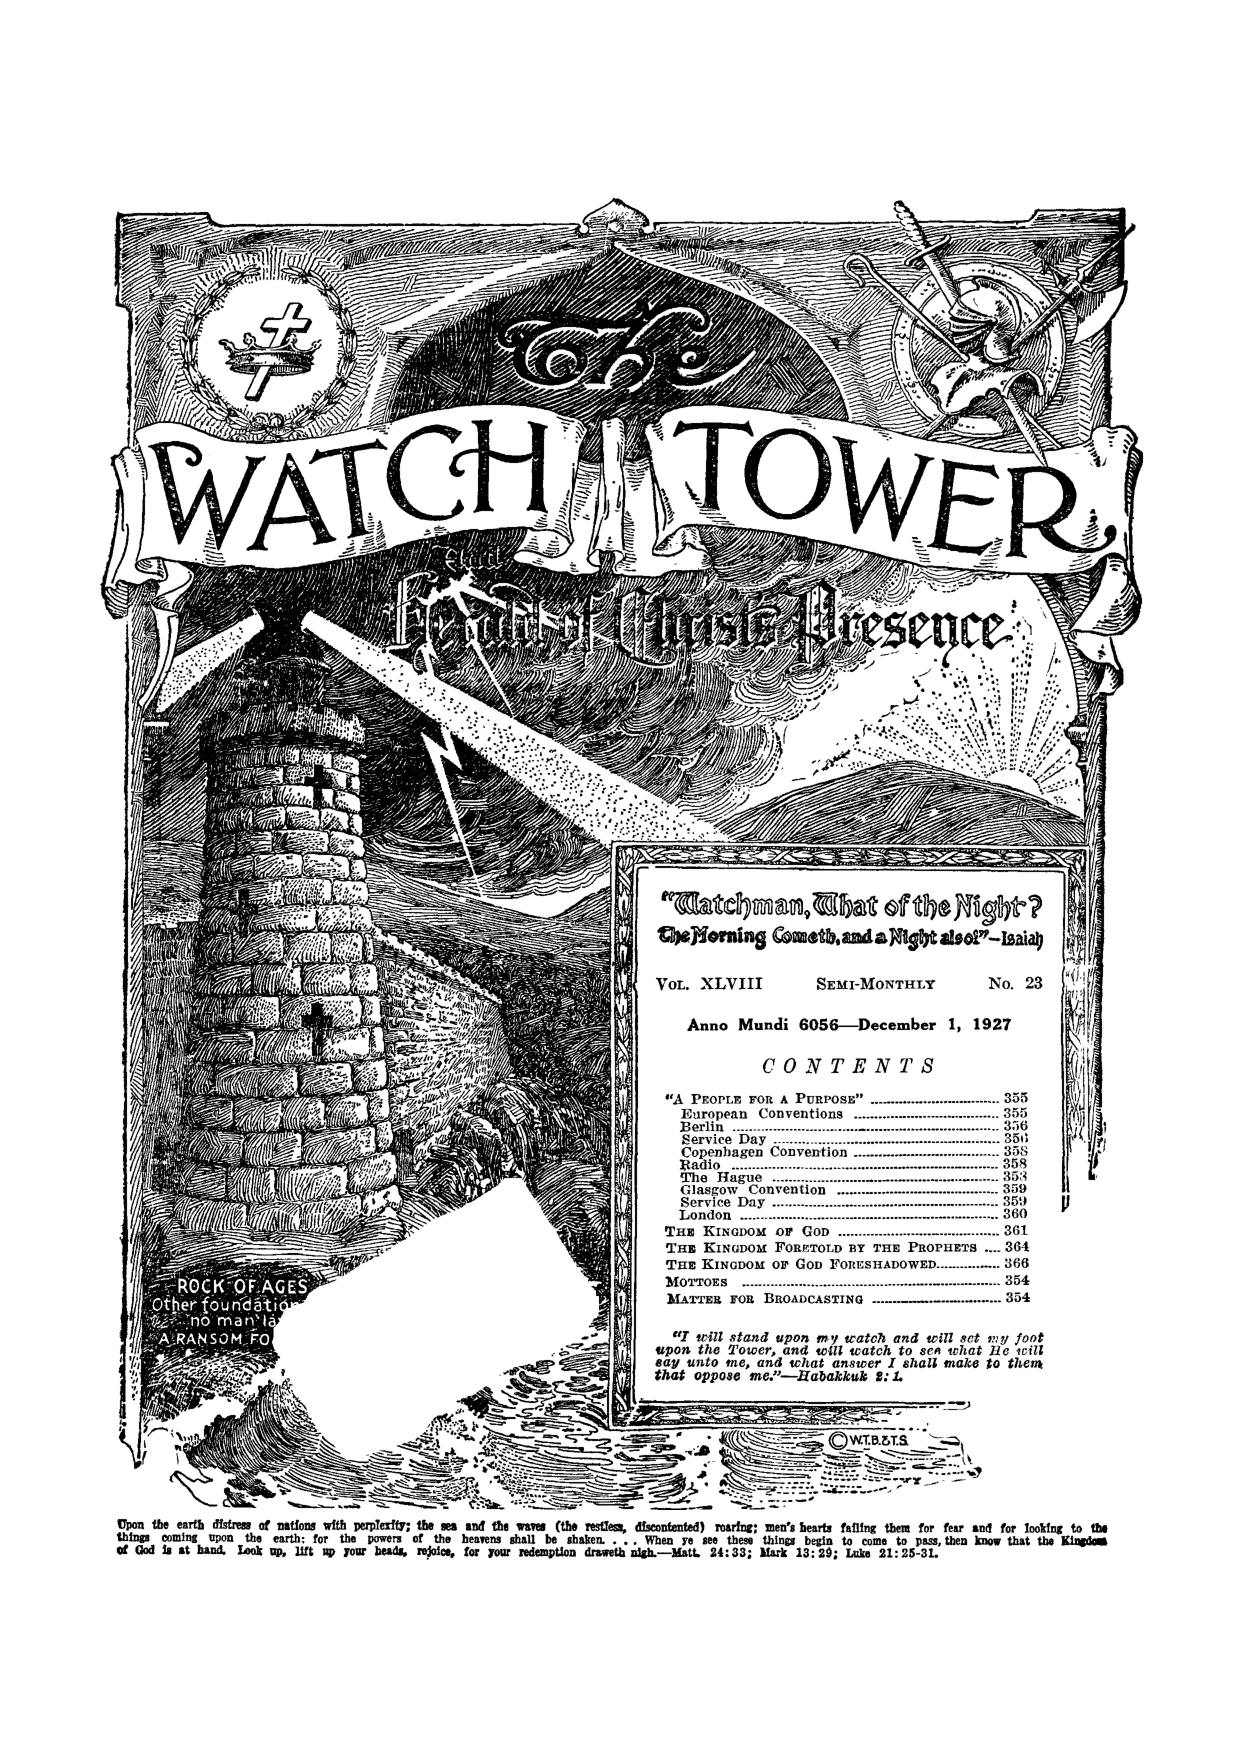 The
WATCH TOWER
And
Herald of Christ's Presence
"Watchman, What of the Night?
The Morning Cometh, and a Night also!"—Isaiah
VOL. XLVIII SEMI-MONTHLY No. 23
Anno Mundi 6056—December 1, 1927
CONTENTS
"A PEOPLE FOR A PURPOSE" 355
European Conventions 355
Berlin 356
Service Day 356
Copenhagen Convention 358
Radio 358
The Hague 358
Glasgow Convention 359
Service Day 359
London 360
THE KINGDOM OF GOD 361
THE KINGDOM FORETOLD BY THE PROPHETS 364
THE KINGDOM OF GOD FORESHADOWED 366
MOTTOES 354
MATTER FOR BROADCASTING 354
"I will stand upon my watch and will set my foot
upon the Tower, and will watch to see what He will
say unto me, and what answer I shall make to them
that oppose me."—Habakkuk 2:1.
ROCK OF AGES
Other foundatio
no man la
A RANSOM FO
© W.T.B.&T.S.
Upon the earth distress of nations with perplexity; the sea and the waves (the restless, discontented) roaring; men's hearts failing them for fear and for looking to the
things coming upon the earth: for the powers of the heavens shall be shaken. . . . When ye see these things begin to come to pass, then know that the Kingdom
of God is at hand. Look up, lift up your heads, rejoice, for your redemption draweth nigh.—Matt. 24:33; Mark 13:29; Luke 21:25-31.